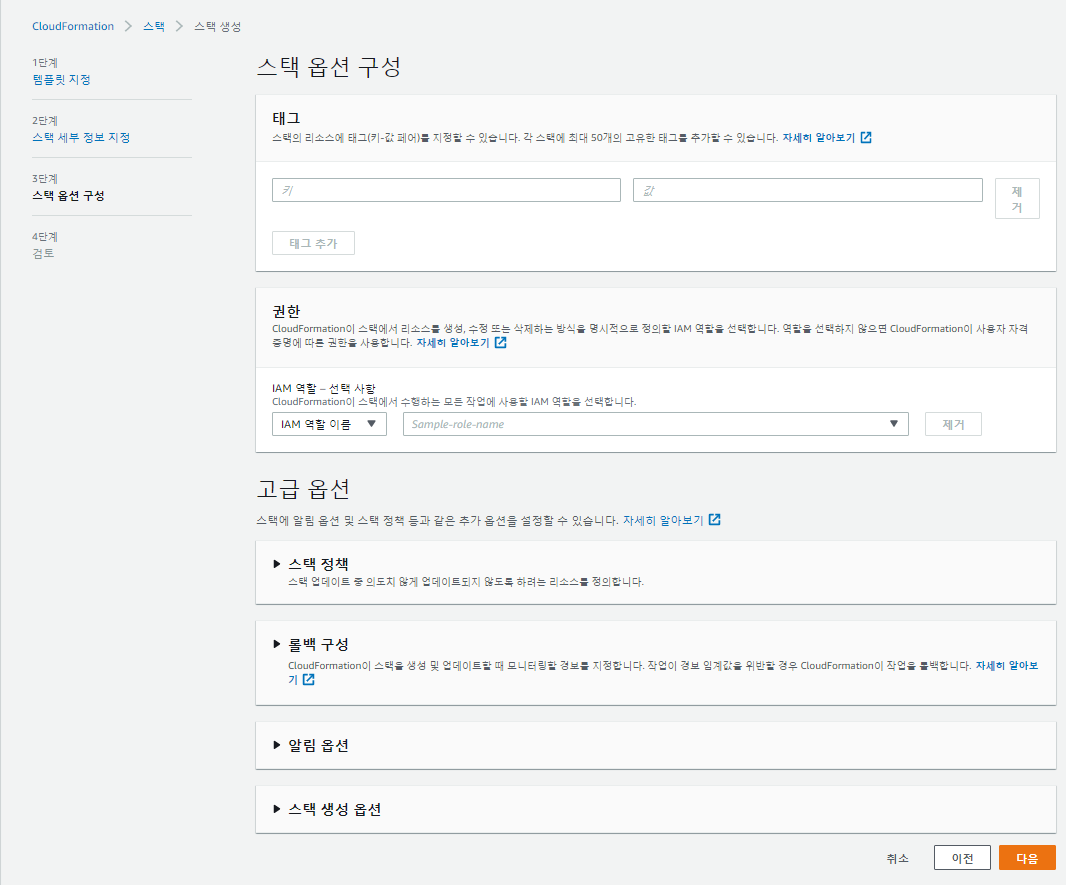 CloudFormation > 스택 > 스택 생성
1단계
템플릿 지정
2단계
스택 세부 정보 지정
3단계
스택 옵션 구성
4단계
검토
스택 옵션 구성
태그
스택의 리소스에 태그(키-값 페어)를 지정할 수 있습니다. 각 스택에 최대 50개의 고유한 태그를 추가할 수 있습니다. 자세히 알아보기
키
값
제
거
태그 추가
권한
CloudFormation이 스택에서 리소스를 생성, 수정 또는 삭제하는 방식을 명시적으로 정의할 IAM 역할을 선택합니다. 역할을 선택하지 않으면 CloudFormation이 사용자 자격
증명에 따른 권한을 사용합니다. 자세히 알아보기
IAM 역할 – 선택 사항
CloudFormation이 스택에서 수행하는 모든 작업에 사용할 IAM 역할을 선택합니다.
IAM 역할 이름
Sample-role-name
제거
고급 옵션
스택에 알림 옵션 및 스택 정책 등과 같은 추가 옵션을 설정할 수 있습니다. 자세히 알아보기
스택 정책
스택 업데이트 중 의도치 않게 업데이트되지 않도록 하려는 리소스를 정의합니다.
롤백 구성
CloudFormation이 스택을 생성 및 업데이트할 때 모니터링할 경보를 지정합니다. 작업이 경보 임계값을 위반할 경우 CloudFormation이 작업을 롤백합니다. 자세히 알아보
기
알림 옵션
스택 생성 옵션
취소
이전
다음